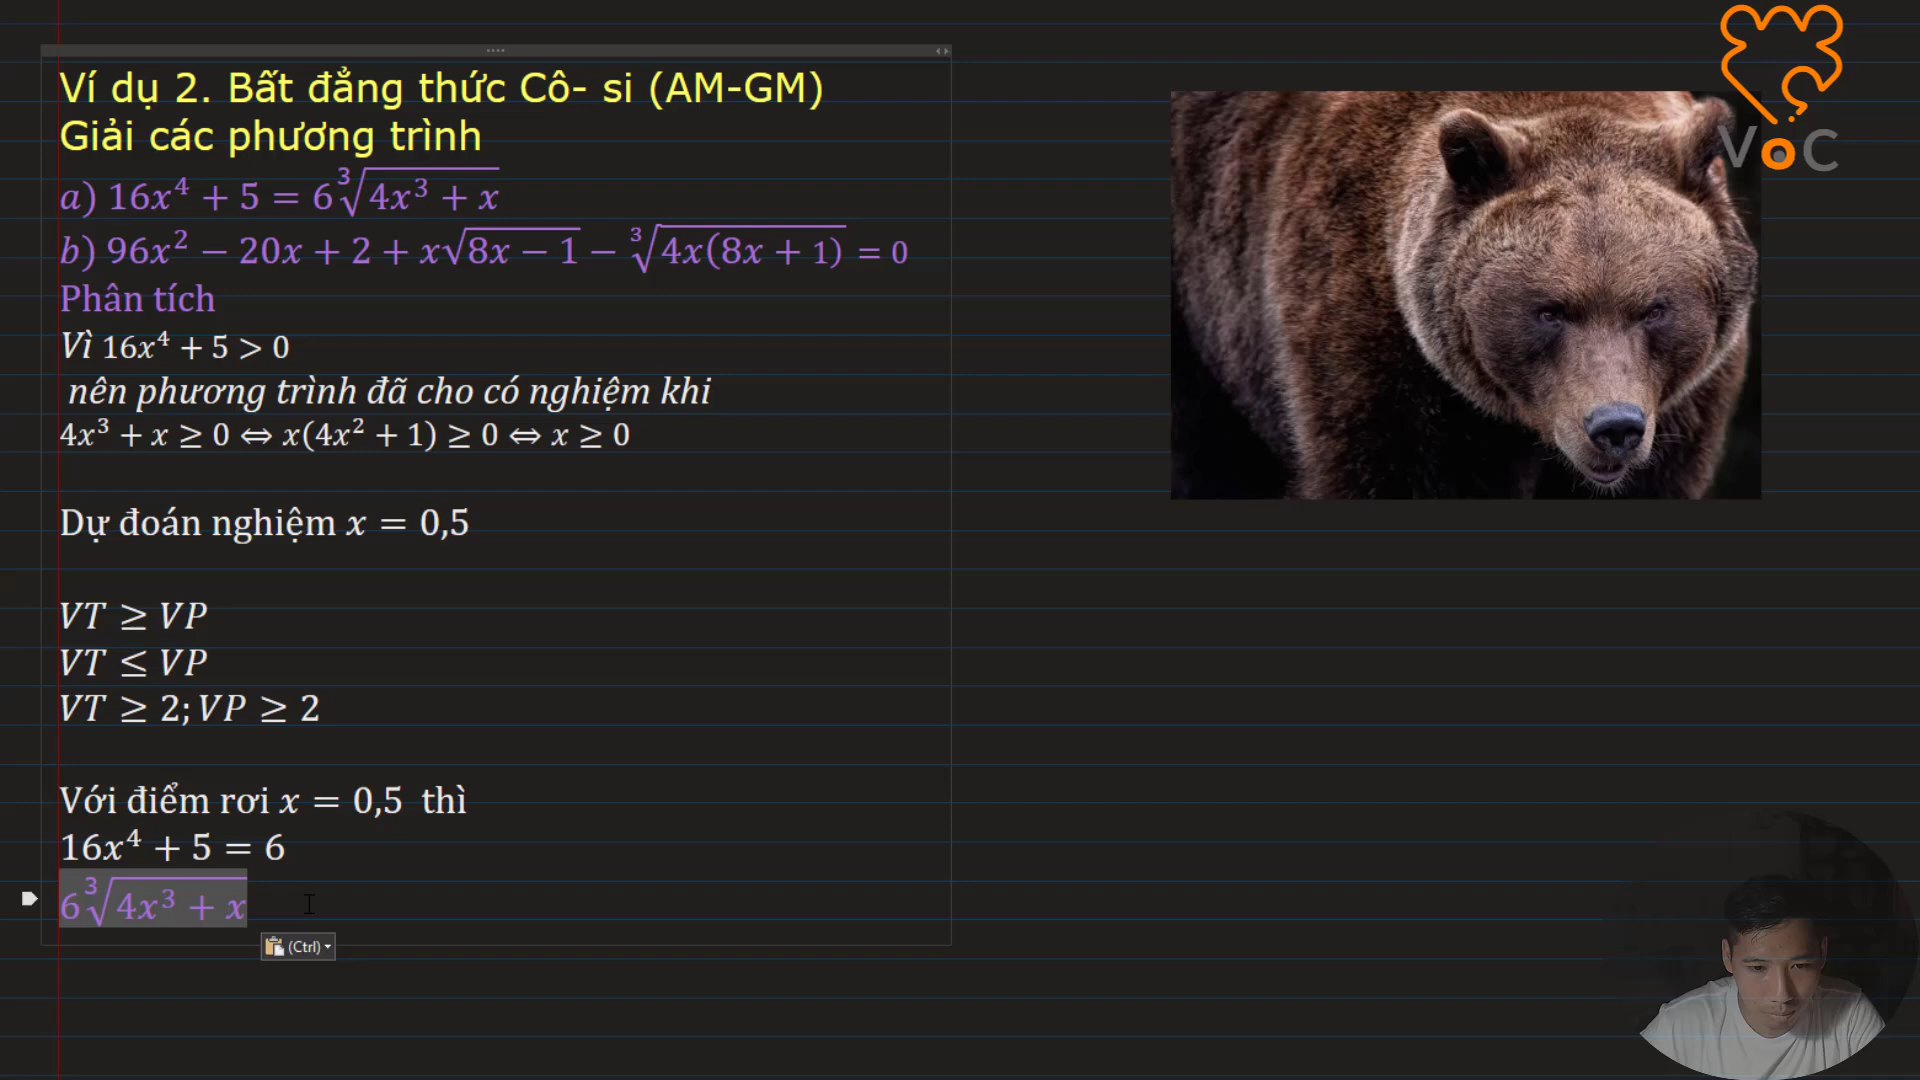 Ví dụ 2. Bất đẳng thức Cô- si (AM-GM)
Giải các phương trình
a) 16x⁴ + 5 = 6∛(4x³ + x)
b) 96x² − 20x + 2 + x√(8x − 1) − ∛(4x(8x + 1)) = 0
Phân tích
Vì 16x⁴ + 5 > 0
nên phương trình đã cho có nghiệm khi
4x³ + x ≥ 0 ⇔ x(4x² + 1) ≥ 0 ⇔ x ≥ 0
Dự đoán nghiệm x = 0,5
VT ≥ VP
VT ≤ VP
VT ≥ 2; VP ≥ 2
Với điểm rơi x = 0,5 thì
16x⁴ + 5 = 6
6∛(4x³ + x)
(Ctrl)
VoC